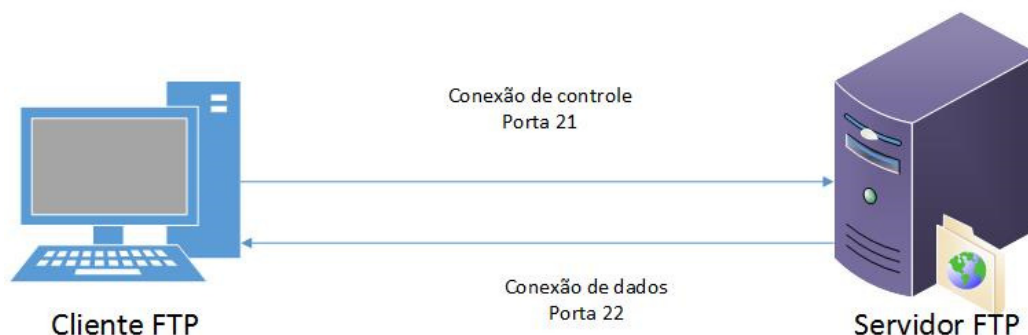 Conexão de controle
Porta 21
Conexão de dados
Porta 22
Cliente FTP
Servidor FTP